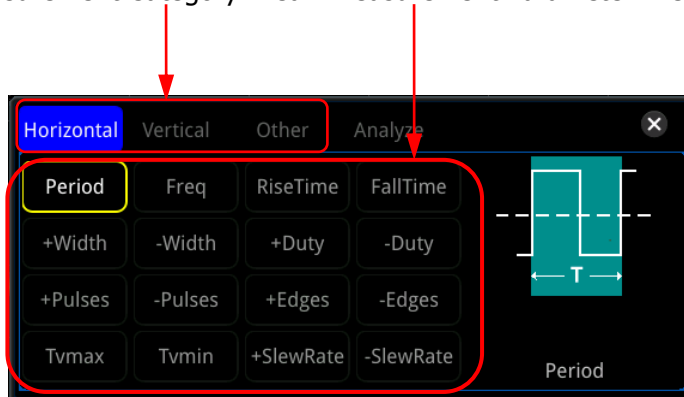 Horizontal Vertical Other Analyze
Period Freq RiseTime FallTime
+Width -Width +Duty -Duty
T
+Pulses -Pulses +Edges -Edges
Tvmax Tvmin +SlewRate -SlewRate
Period